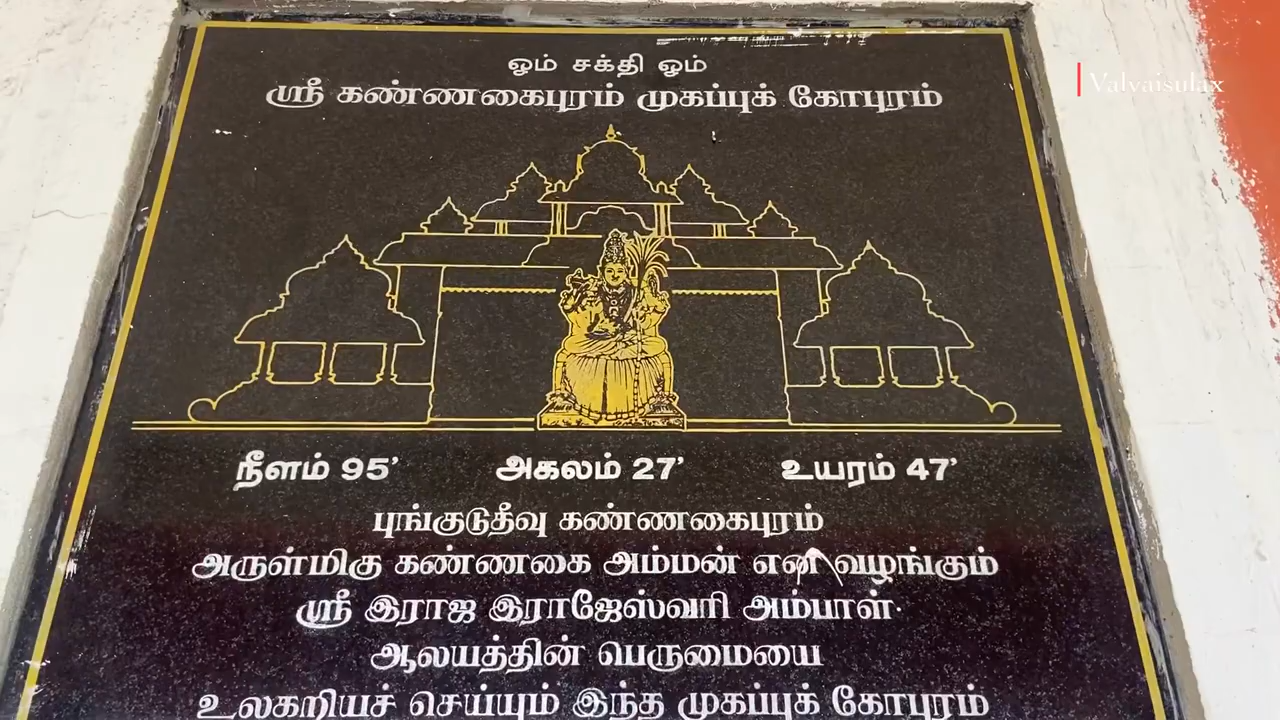 ஓம் சக்தி ஓம்
ஸ்ரீ கண்ணகைபுரம் முகப்புக் கோபுரம்
Valvaisulax
நீளம் 95’ அகலம் 27’ உயரம் 47’
புங்குடுதீவு கண்ணகைபுரம்
அருள்மிகு கண்ணகை அம்மன் என வழங்கும்
ஸ்ரீ இராஜ இராஜேஸ்வரி அம்பாள்
ஆலயத்தின் பெருமையை
உலகறியச் செய்யும் இந்த முகப்புக் கோபுரம்